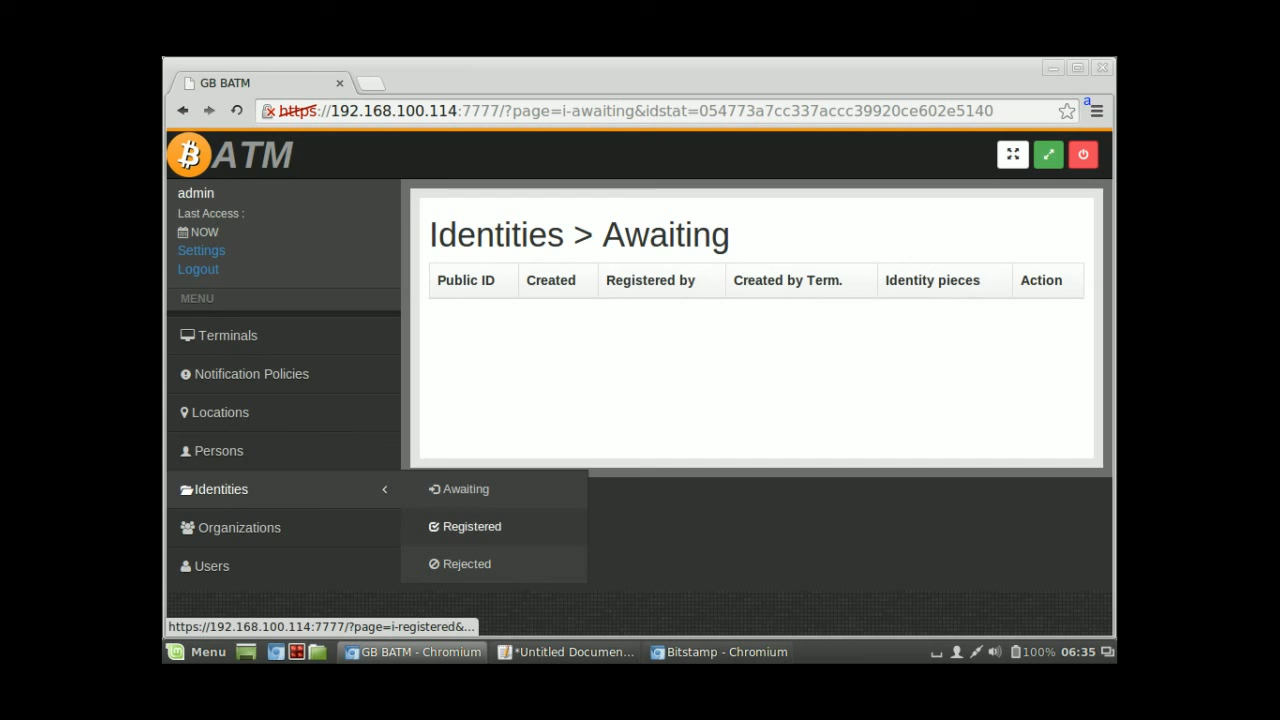 GB BATM
https://192.168.100.114:7777/?page=i-awaiting&idstat=054773a7cc337accc39920ce602e5140
a
ATM
admin
Last Access :
NOW
Settings
Logout
MENU
Terminals
Notification Policies
Locations
Persons
Identities
Organizations
Users
Identities > Awaiting
Public ID Created Registered by Created by Term. Identity pieces Action
Awaiting
Registered
Rejected
https://192.168.100.114:7777/?page=i-registered&...
Menu GB BATM - Chromium *Untitled Documen... Bitstamp - Chromium 100% 06:35